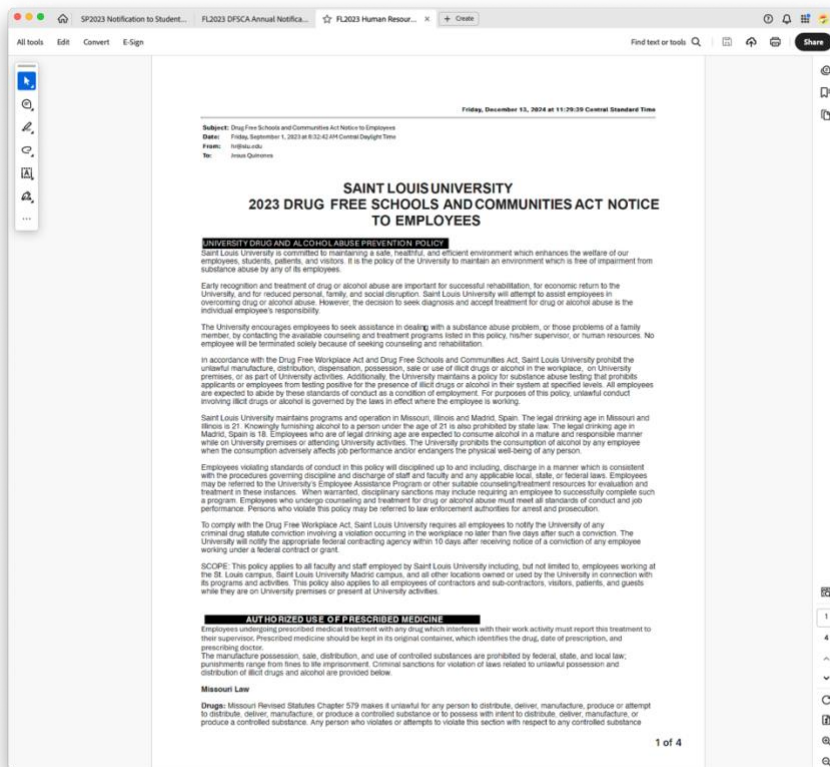 SP2023 Notification to Student...
FL2023 DFSCA Annual Notifica...
FL2023 Human Resour...
× + Create
All tools Edit Convert E-Sign
Find text or tools
Share
Friday, December 13, 2024 at 11:29:39 Central Standard Time
Subject: Drug Free Schools and Communities Act Notice to Employees
Date: Friday, September 1, 2023 at 8:32:42 AM Central Daylight Time
From: hr@slu.edu
To: Jesus Quinones
SAINT LOUIS UNIVERSITY
2023 DRUG FREE SCHOOLS AND COMMUNITIES ACT NOTICE
TO EMPLOYEES
UNIVERSITY DRUG AND ALCOHOL ABUSE PREVENTION POLICY
Saint Louis University is committed to maintaining a safe, healthful, and efficient environment which enhances the welfare of our
employees, students, patients, and visitors. It is the policy of the University to maintain an environment which is free of impairment from
substance abuse by any of its employees.
Early recognition and treatment of drug or alcohol abuse are important for successful rehabilitation, for economic return to the
University, and for reduced personal, family, and social disruption. Saint Louis University will attempt to assist employees in
overcoming drug or alcohol abuse. However, the decision to seek diagnosis and accept treatment for drug or alcohol abuse is the
individual employee's responsibility.
The University encourages employees to seek assistance in dealing with a substance abuse problem, or those problems of a family
member, by contacting the available counseling and treatment programs listed in this policy, his/her supervisor, or human resources. No
employee will be terminated solely because of seeking counseling and rehabilitation.
In accordance with the Drug Free Workplace Act and Drug Free Schools and Communities Act, Saint Louis University prohibit the
unlawful manufacture, distribution, dispensation, possession, sale or use of illicit drugs or alcohol in the workplace, on University
premises, or as part of University activities. Additionally, the University maintains a policy for substance abuse testing that prohibits
applicants or employees from testing positive for the presence of illicit drugs or alcohol in their system at specified levels. All employees
are expected to abide by these standards of conduct as a condition of employment. For purposes of this policy, unlawful conduct
involving illicit drugs or alcohol is governed by the laws in effect where the employee is working.
Saint Louis University maintains programs and operation in Missouri, Illinois and Madrid, Spain. The legal drinking age in Missouri and
Illinois is 21. Knowingly furnishing alcohol to a person under the age of 21 is also prohibited by state law. The legal drinking age in
Madrid, Spain is 18. Employees who are of legal drinking age are expected to consume alcohol in a mature and responsible manner
while on University premises or attending University activities. The University prohibits the consumption of alcohol by any employee
when the consumption adversely affects job performance and/or endangers the physical well-being of any person.
Employees violating standards of conduct in this policy will disciplined up to and including, discharge in a manner which is consistent
with the procedures governing discipline and discharge of staff and faculty and any applicable local, state, or federal laws. Employees
may be referred to the University's Employee Assistance Program or other suitable counseling/treatment resources for evaluation and
treatment in these instances. When warranted, disciplinary sanctions may include requiring an employee to successfully complete such
a program. Employees who undergo counseling and treatment for drug or alcohol abuse must meet all standards of conduct and job
performance. Persons who violate this policy may be referred to law enforcement authorities for arrest and prosecution.
To comply with the Drug Free Workplace Act, Saint Louis University requires all employees to notify the University of any
criminal drug statute conviction involving a violation occurring in the workplace no later than five days after such a conviction. The
University will notify the appropriate federal contracting agency within 10 days after receiving notice of a conviction of any employee
working under a federal contract or grant.
SCOPE: This policy applies to all faculty and staff employed by Saint Louis University including, but not limited to, employees working at
the St. Louis campus, Saint Louis University Madrid campus, and all other locations owned or used by the University in connection with
its programs and activities. This policy also applies to all employees of contractors and sub-contractors, visitors, patients, and guests
while they are on University premises or present at University activities.
AUTHORIZED USE OF PRESCRIBED MEDICINE
Employees undergoing prescribed medical treatment with any drug which interferes with their work activity must report this treatment to
their supervisor. Prescribed medicine should be kept in its original container, which identifies the drug, date of prescription, and
prescribing doctor.
The manufacture possession, sale, distribution, and use of controlled substances are prohibited by federal, state, and local law;
punishments range from fines to life imprisonment. Criminal sanctions for violation of laws related to unlawful possession and
distribution of illicit drugs and alcohol are provided below.
Missouri Law
Drugs: Missouri Revised Statutes Chapter 579 makes it unlawful for any person to distribute, deliver, manufacture, produce or attempt
to distribute, deliver, manufacture, or produce a controlled substance or to possess with intent to distribute, deliver, manufacture, or
produce a controlled substance. Any person who violates or attempts to violate this section with respect to any controlled substance
1 of 4
1
4